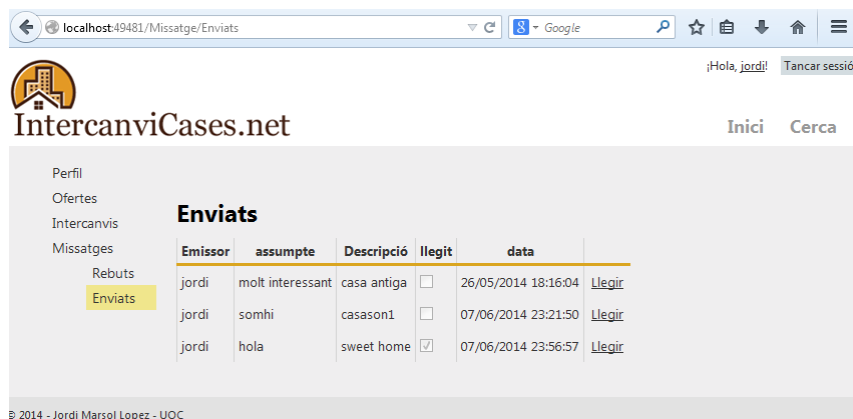 localhost:49481/Missatge/Enviats
Google
¡Hola, jordi!
Tancar sessió
IntercanviCases.net
Inici Cerca
Perfil
Ofertes
Intercanvis
Missatges
Rebuts
Enviats
Enviats
Emissor assumpte Descripció llegit data
jordi molt interessant casa antiga 26/05/2014 18:16:04 Llegir
jordi somhi casason1 07/06/2014 23:21:50 Llegir
jordi hola sweet home 07/06/2014 23:56:57 Llegir
© 2014 - Jordi Marsol Lopez - UOC